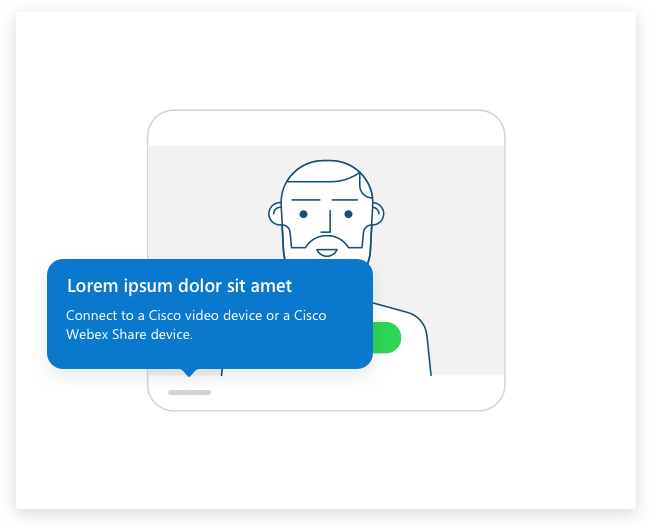 Lorem ipsum dolor sit amet
Connect to a Cisco video device or a Cisco
Webex Share device.